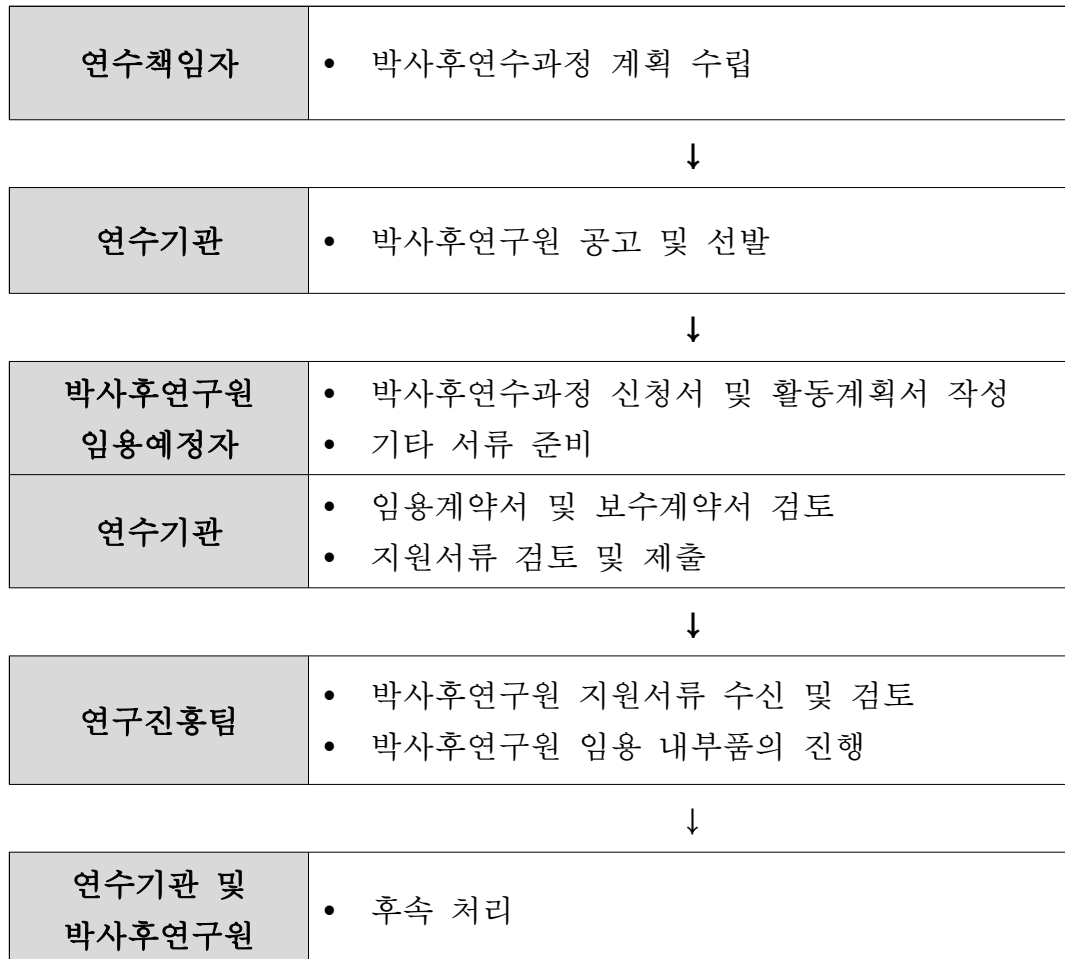 연수책임자
• 박사후연수과정 계획 수립
↓
연수기관
• 박사후연구원 공고 및 선발
↓
박사후연구원
임용예정자
• 박사후연수과정 신청서 및 활동계획서 작성
• 기타 서류 준비
연수기관
• 임용계약서 및 보수계약서 검토
• 지원서류 검토 및 제출
↓
연구진흥팀
• 박사후연구원 지원서류 수신 및 검토
• 박사후연구원 임용 내부품의 진행
↓
연수기관 및
박사후연구원
• 후속 처리